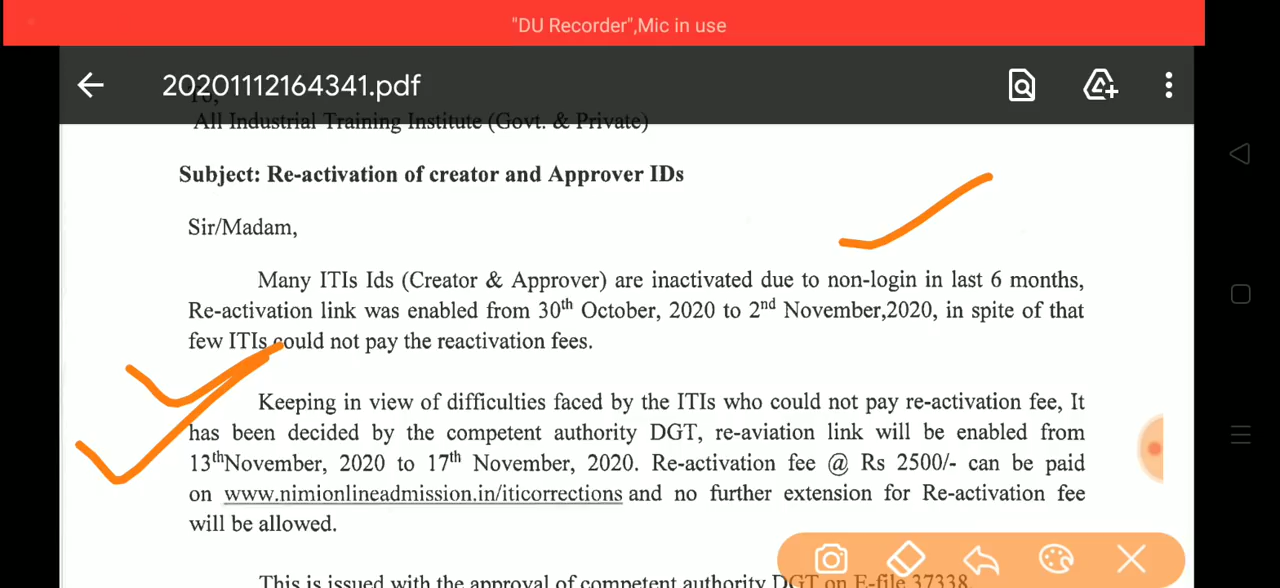 "DU Recorder",Mic in use
20201112164341.pdf
To,
All Industrial Training Institute (Govt. & Private)
Subject: Re-activation of creator and Approver IDs
Sir/Madam,
Many ITIs Ids (Creator & Approver) are inactivated due to non-login in last 6 months,
Re-activation link was enabled from 30th October, 2020 to 2nd November,2020, in spite of that
few ITIs could not pay the reactivation fees.
Keeping in view of difficulties faced by the ITIs who could not pay re-activation fee, It
has been decided by the competent authority DGT, re-aviation link will be enabled from
13thNovember, 2020 to 17th November, 2020. Re-activation fee @ Rs 2500/- can be paid
on www.nimionlineadmission.in/iticorrections and no further extension for Re-activation fee
will be allowed.
This is issued with the approval of competent authority DGT on E-file 37338.